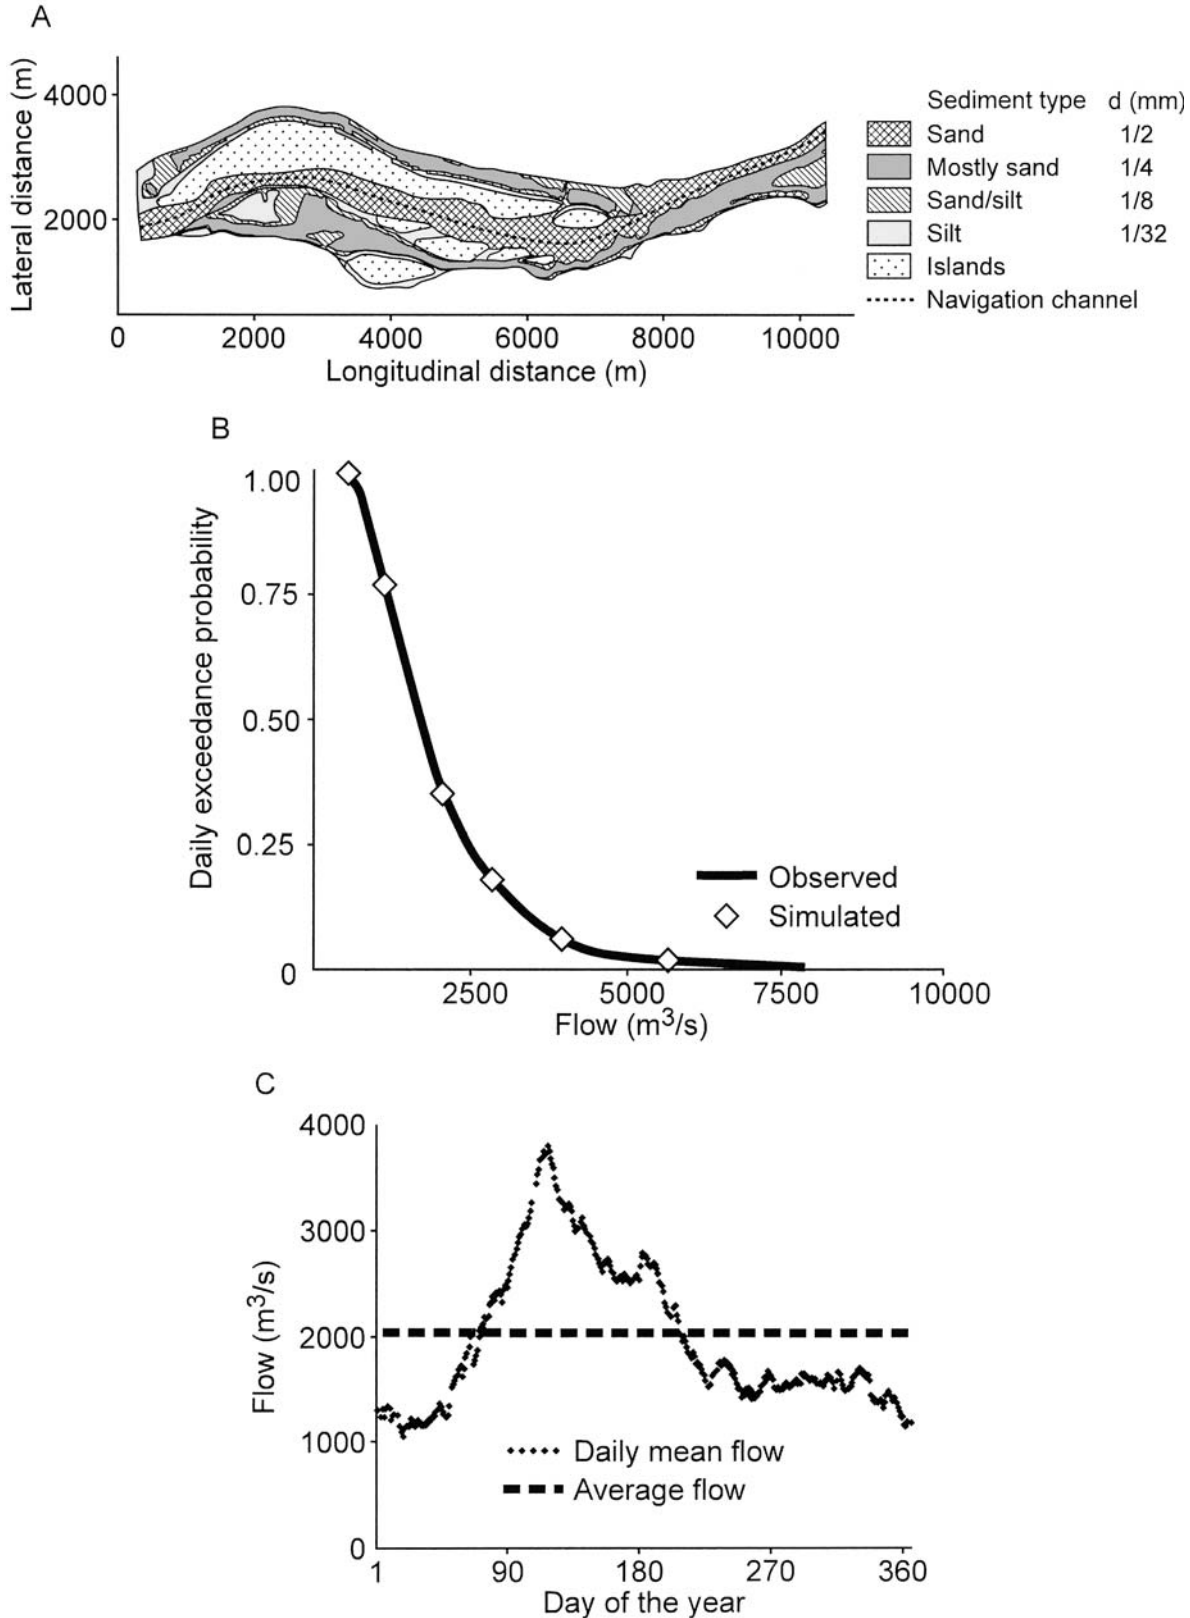 A
Lateral distance (m)
4000
2000
0 2000 4000 6000 8000 10000
Longitudinal distance (m)
Sediment type d (mm)
Sand 1/2
Mostly sand 1/4
Sand/silt 1/8
Silt 1/32
Islands
Navigation channel
B
Daily exceedance probability
1.00
0.75
0.50
0.25
0
Observed
Simulated
2500 5000 7500 10000
Flow (m³/s)
C
Flow (m³/s)
4000
3000
2000
1000
0
Daily mean flow
Average flow
1 90 180 270 360
Day of the year